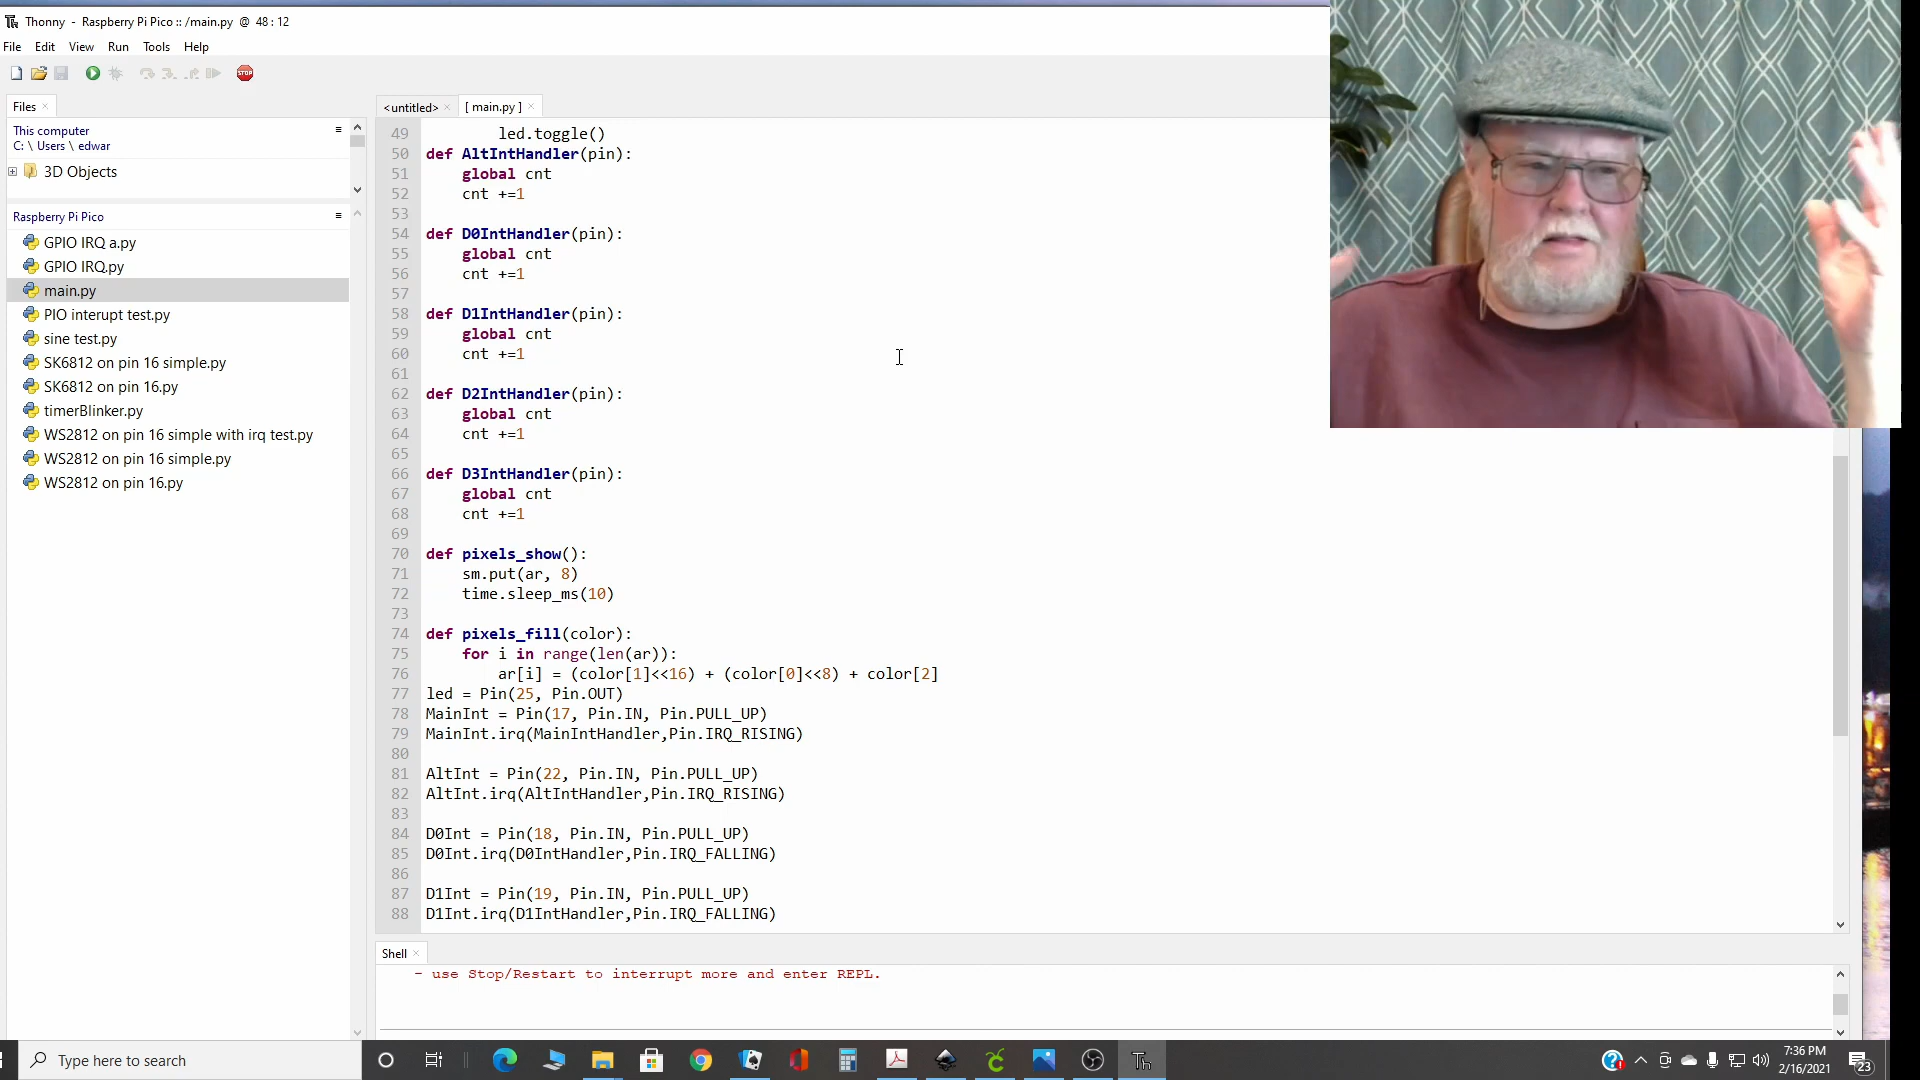 Thonny - Raspberry Pi Pico :: /main.py @ 48 : 12
File Edit View Run Tools Help
STOP
Files
<untitled> [ main.py ]
This computer
C: \ Users \ edwar
3D Objects
Raspberry Pi Pico
GPIO IRQ a.py
GPIO IRQ.py
main.py
PIO interupt test.py
sine test.py
SK6812 on pin 16 simple.py
SK6812 on pin 16.py
timerBlinker.py
WS2812 on pin 16 simple with irq test.py
WS2812 on pin 16 simple.py
WS2812 on pin 16.py
49 led.toggle()
50 def AltIntHandler(pin):
51 global cnt
52 cnt +=1
53
54 def D0IntHandler(pin):
55 global cnt
56 cnt +=1
57
58 def D1IntHandler(pin):
59 global cnt
60 cnt +=1
61
62 def D2IntHandler(pin):
63 global cnt
64 cnt +=1
65
66 def D3IntHandler(pin):
67 global cnt
68 cnt +=1
69
70 def pixels_show():
71 sm.put(ar, 8)
72 time.sleep_ms(10)
73
74 def pixels_fill(color):
75 for i in range(len(ar)):
76 ar[i] = (color[1]<<16) + (color[0]<<8) + color[2]
77 led = Pin(25, Pin.OUT)
78 MainInt = Pin(17, Pin.IN, Pin.PULL_UP)
79 MainInt.irq(MainIntHandler,Pin.IRQ_RISING)
80
81 AltInt = Pin(22, Pin.IN, Pin.PULL_UP)
82 AltInt.irq(AltIntHandler,Pin.IRQ_RISING)
83
84 D0Int = Pin(18, Pin.IN, Pin.PULL_UP)
85 D0Int.irq(D0IntHandler,Pin.IRQ_FALLING)
86
87 D1Int = Pin(19, Pin.IN, Pin.PULL_UP)
88 D1Int.irq(D1IntHandler,Pin.IRQ_FALLING)
Shell
- use Stop/Restart to interrupt more and enter REPL.
Type here to search
Th
7:36 PM
2/16/2021
23